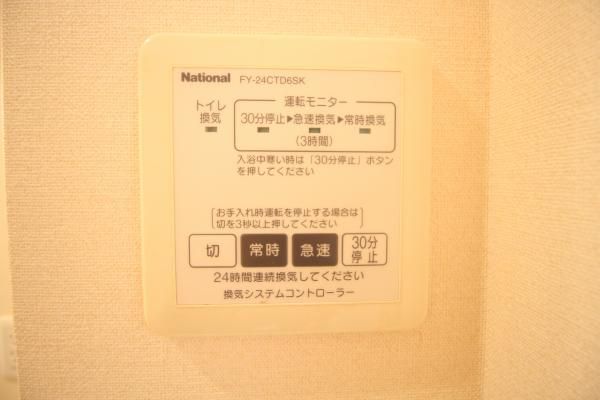 National FY-24CTD6SK
トイレ
換気
運転モニター
30分停止▶急速換気▶常時換気
(3時間)
入浴中寒い時は「30分停止」ボタン
を押してください
お手入れ時運転を停止する場合は
切を3秒以上押してください
切 常時 急速 30分
停止
24時間連続換気してください
換気システムコントローラー